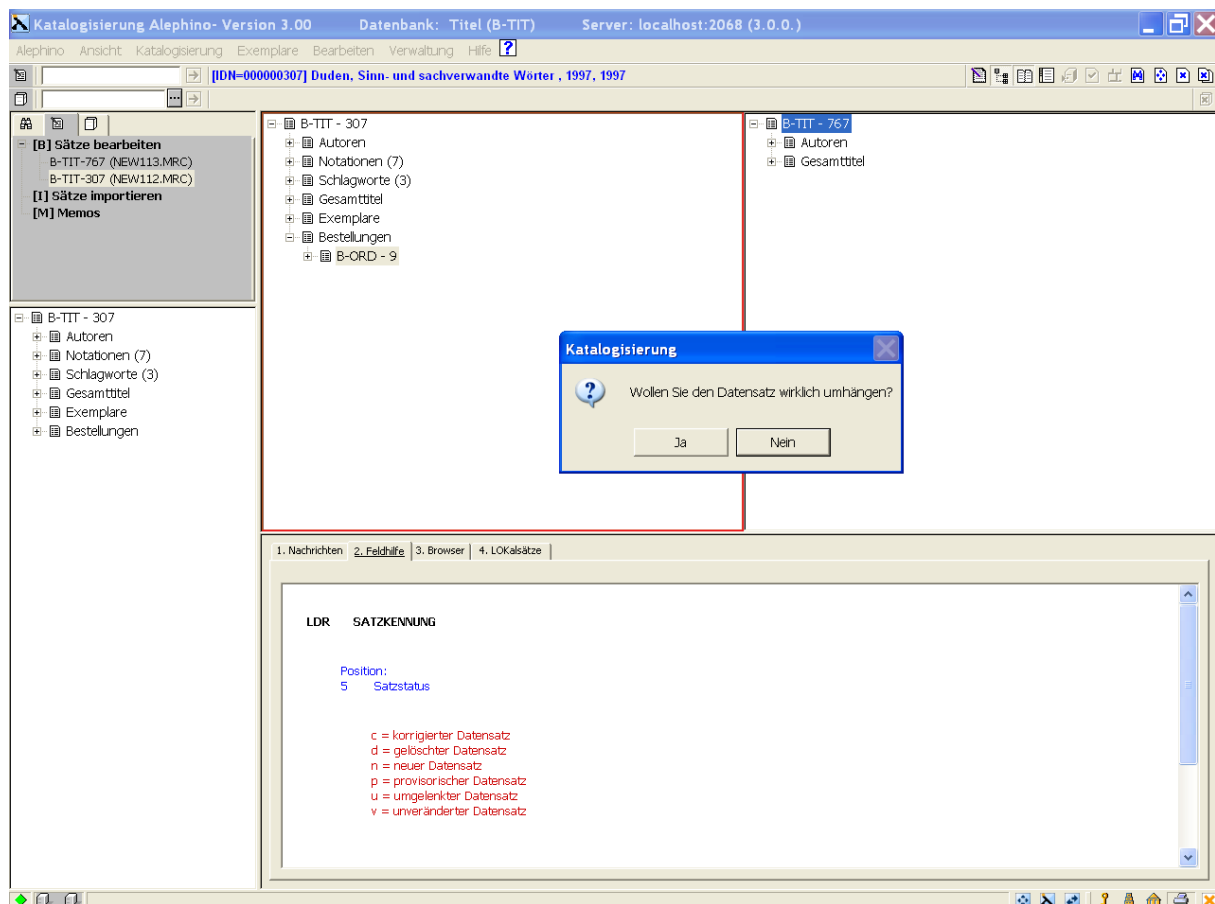 Katalogisierung Alephino- Version 3.00 Datenbank: Titel (B-TIT) Server: localhost:2068 (3.0.0.)
Alephino Ansicht Katalogisierung Exemplare Bearbeiten Verwaltung Hilfe ?
[IDN=000000307] Duden, Sinn- und sachverwandte Wörter , 1997, 1997
[B] Sätze bearbeiten
B-TIT-767 (NEW113.MRC)
B-TIT-307 (NEW112.MRC)
[I] Sätze importieren
[M] Memos
B-TIT - 307
Autoren
Notationen (7)
Schlagworte (3)
Gesamttitel
Exemplare
Bestellungen
B-TIT - 307
Autoren
Notationen (7)
Schlagworte (3)
Gesamttitel
Exemplare
Bestellungen
B-ORD - 9
B-TIT - 767
Autoren
Gesamttitel
Katalogisierung
Wollen Sie den Datensatz wirklich umhängen?
Ja Nein
1. Nachrichten 2. Feldhilfe 3. Browser 4. LOKalsätze
LDR SATZKENNUNG
Position:
5 Satzstatus
c = korrigierter Datensatz
d = gelöschter Datensatz
n = neuer Datensatz
p = provisorischer Datensatz
u = umgelenkter Datensatz
v = unveränderter Datensatz